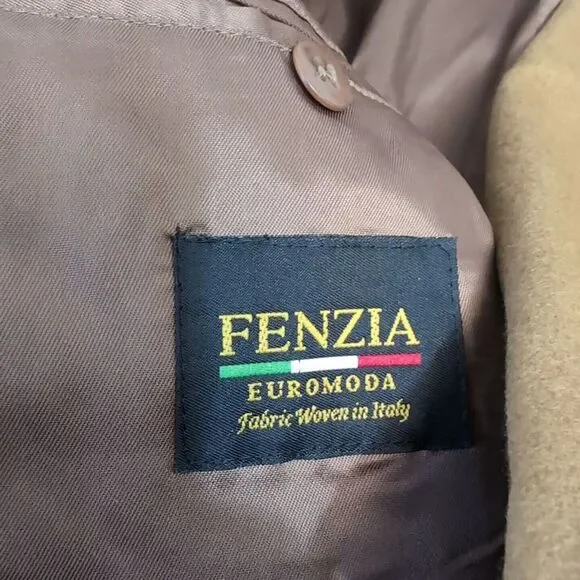 FENZIA
EUROMODA
Fabric Woven in Italy